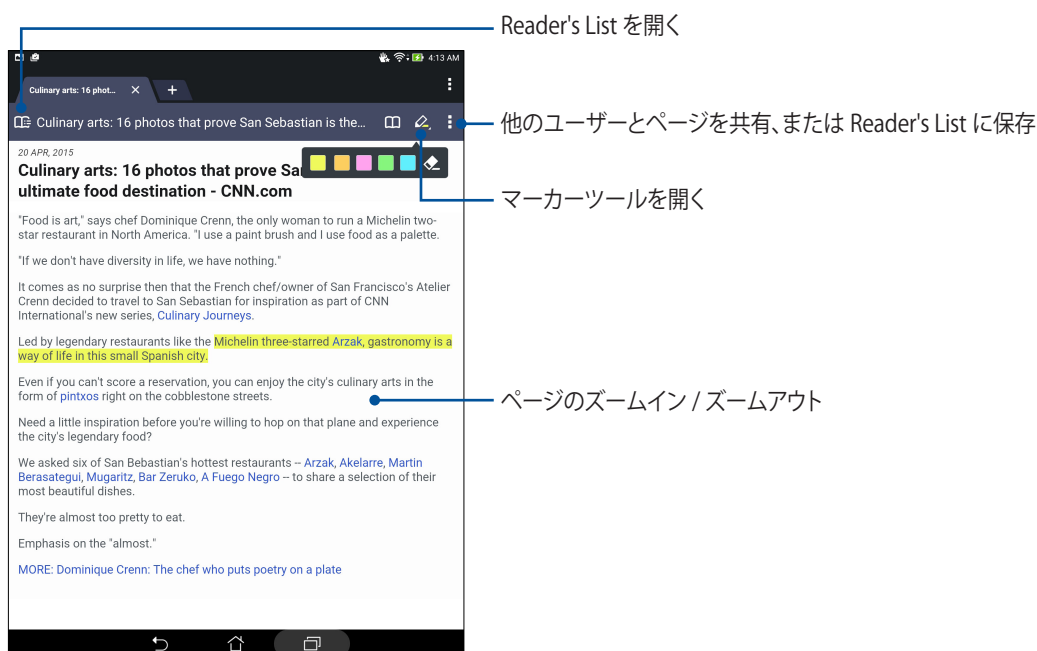 Reader's List を開く
4:13 AM
Culinary arts: 16 phot...
Culinary arts: 16 photos that prove San Sebastian is the...
他のユーザーとページを共有、または Reader's List に保存
20 APR, 2015
Culinary arts: 16 photos that prove Sa
ultimate food destination - CNN.com
マーカーツールを開く
"Food is art," says chef Dominique Crenn, the only woman to run a Michelin two-
star restaurant in North America. "I use a paint brush and I use food as a palette.
"If we don't have diversity in life, we have nothing."
It comes as no surprise then that the French chef/owner of San Francisco's Atelier
Crenn decided to travel to San Sebastian for inspiration as part of CNN
International's new series, Culinary Journeys.
Led by legendary restaurants like the Michelin three-starred Arzak, gastronomy is a
way of life in this small Spanish city.
Even if you can't score a reservation, you can enjoy the city's culinary arts in the
form of pintxos right on the cobblestone streets.
ページのズームイン / ズームアウト
Need a little inspiration before you're willing to hop on that plane and experience
the city's legendary food?
We asked six of San Bebastian's hottest restaurants -- Arzak, Akelarre, Martin
Berasategui, Mugaritz, Bar Zeruko, A Fuego Negro -- to share a selection of their
most beautiful dishes.
They're almost too pretty to eat.
Emphasis on the "almost."
MORE: Dominique Crenn: The chef who puts poetry on a plate